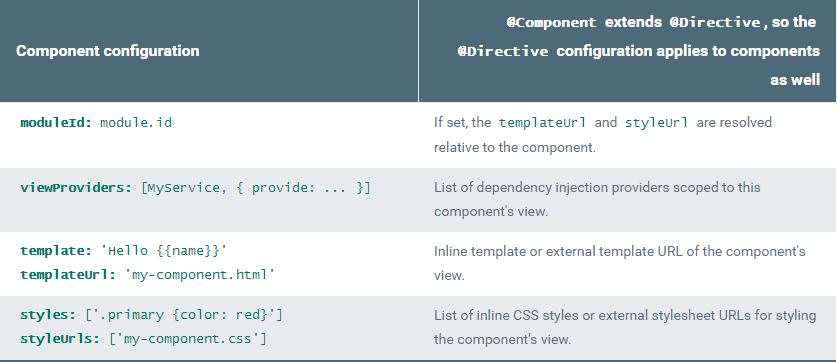 Component configuration
@Component extends @Directive, so the
@Directive configuration applies to components
as well
moduleId: module.id
If set, the templateUrl and styleUrl are resolved
relative to the component.
viewProviders: [MyService, { provide: ... }]
List of dependency injection providers scoped to this
component's view.
template: 'Hello {{name}}'
templateUrl: 'my-component.html'
Inline template or external template URL of the component's
view.
styles: ['.primary {color: red}']
styleUrls: ['my-component.css']
List of inline CSS styles or external stylesheet URLs for styling
the component’s view.